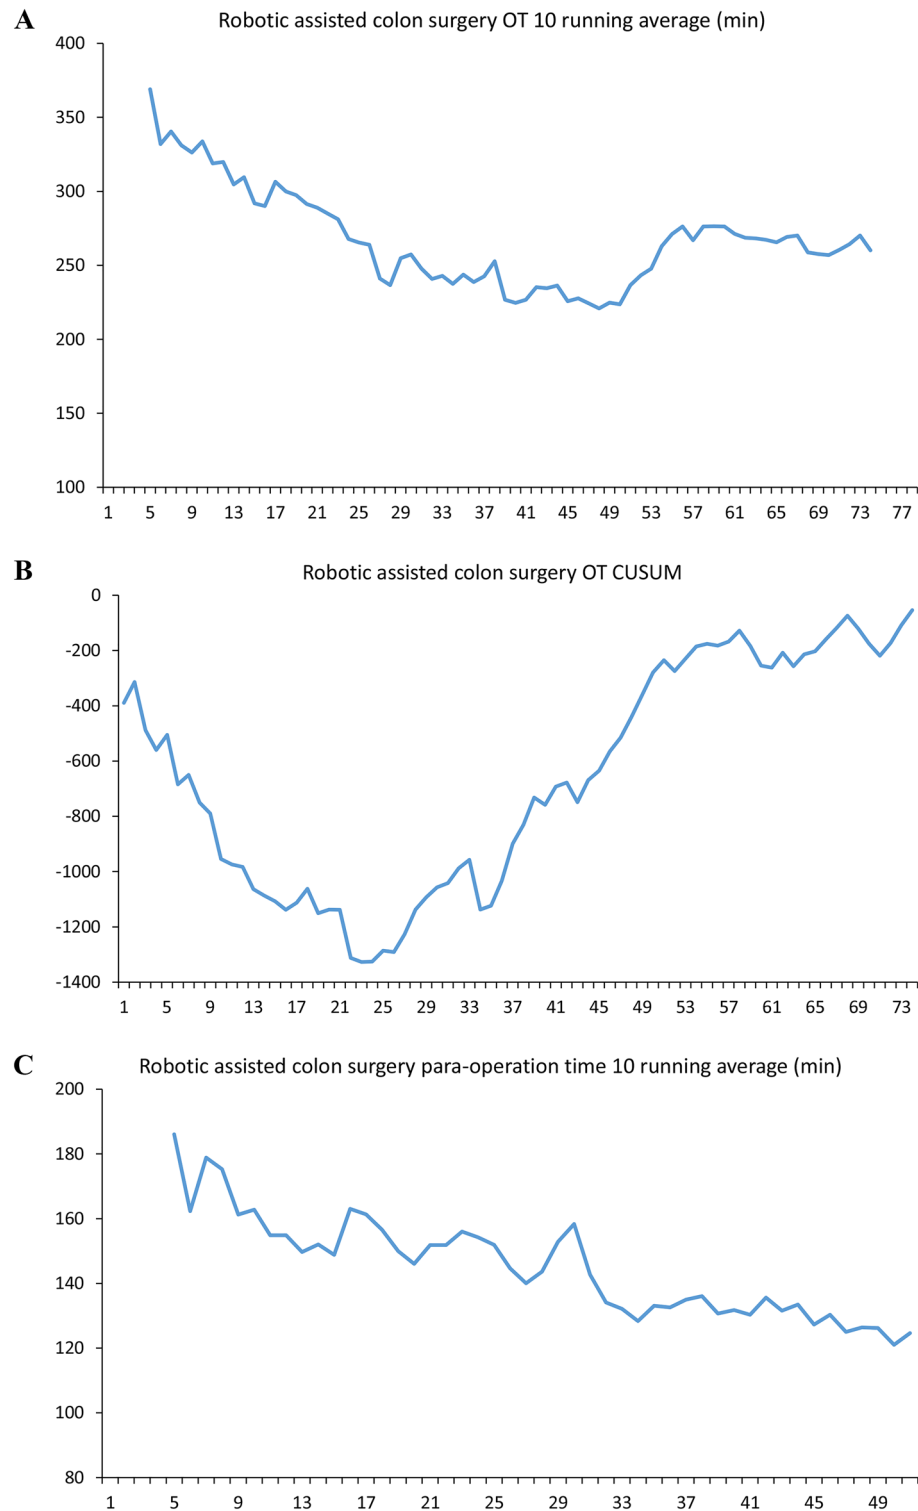 A
Robotic assisted colon surgery OT 10 running average (min)
400
350
300
250
200
150
100
1 5 9 13 17 21 25 29 33 37 41 45 49 53 57 61 65 69 73 77
B
Robotic assisted colon surgery OT CUSUM
0
-200
-400
-600
-800
-1000
-1200
-1400
1 5 9 13 17 21 25 29 33 37 41 45 49 53 57 61 65 69 73
C
Robotic assisted colon surgery para-operation time 10 running average (min)
200
180
160
140
120
100
80
1 5 9 13 17 21 25 29 33 37 41 45 49